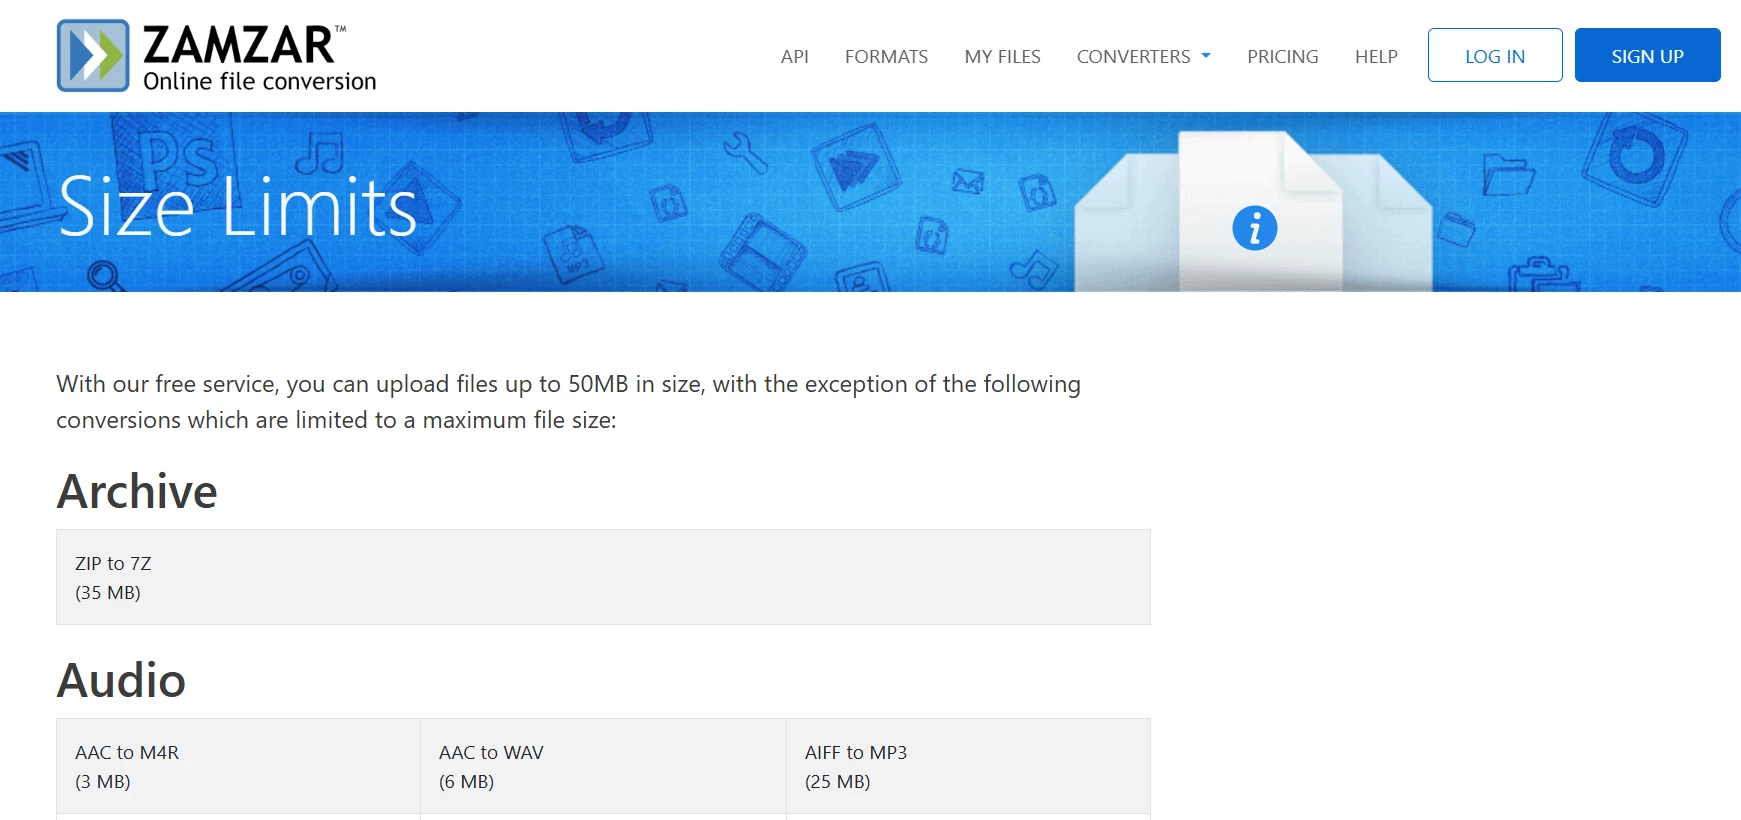 ZAMZAR™
Online file conversion
API FORMATS MY FILES CONVERTERS PRICING HELP LOG IN SIGN UP
PS
Size Limits
MP3
i
With our free service, you can upload files up to 50MB in size, with the exception of the following
conversions which are limited to a maximum file size:
Archive
ZIP to 7Z
(35 MB)
Audio
AAC to M4R
(3 MB)
AAC to WAV
(6 MB)
AIFF to MP3
(25 MB)